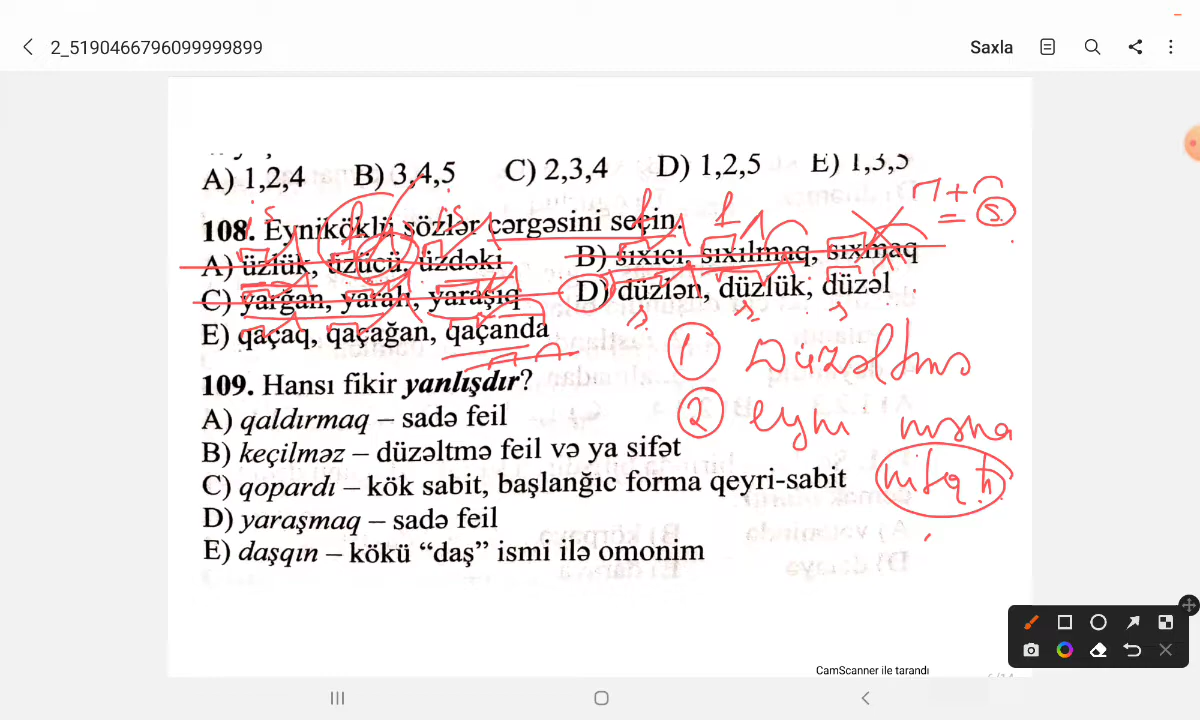 2_5190466796099999899 Saxla
A) 1,2,4 B) 3,4,5 C) 2,3,4 D) 1,2,5 E) 1,3,5
108. Eyniköklü sözlər cərgəsini seçin.
A) üzlük, üzücü, üzdəki B) sıxıcı, sıxılmaq, sıxmaq
C) yarğan, yaralı, yaraşıq D) düzlən, düzlük, düzəl
E) qaçaq, qaçağan, qaçanda
1 Düzəltmə
109. Hansı fikir yanlışdır?
2 eyni məna
A) qaldırmaq – sadə feil
B) keçilməz – düzəltmə feil və ya sifət
C) qopardı – kök sabit, başlanğıc forma qeyri-sabit
D) yaraşmaq – sadə feil
E) daşqın – kökü “daş” ismi ilə omonim
CamScanner ile tarandı